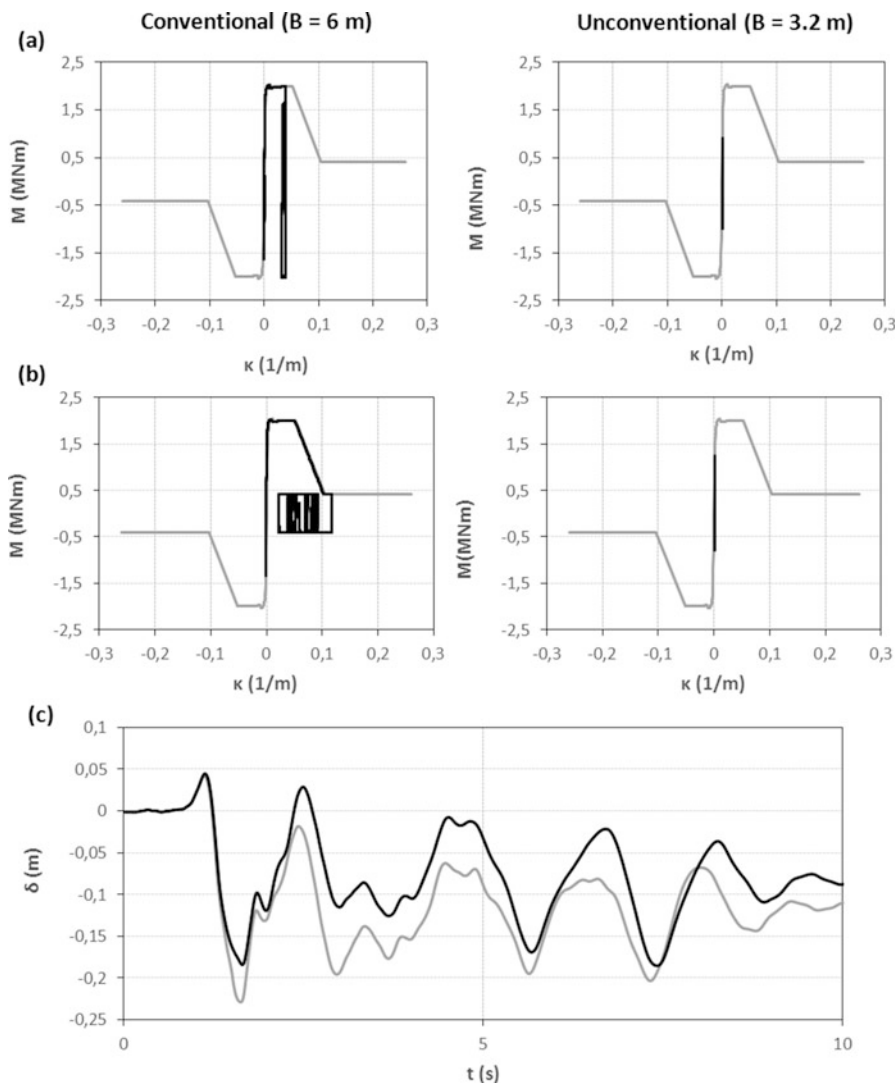 Conventional (B = 6 m) Unconventional (B = 3.2 m)
(a)
2,5 2,5
1,5 1,5
0,5 0,5
-0,5 -0,5
-1,5 -1,5
-2,5 -2,5
M (MNm) M (MNm)
-0,3 -0,2 -0,1 0 0,1 0,2 0,3 -0,3 -0,2 -0,1 0 0,1 0,2 0,3
κ (1/m) κ (1/m)
(b)
2,5 2,5
1,5 1,5
0,5 0,5
-0,5 -0,5
-1,5 -1,5
-2,5 -2,5
M (MNm) M(MNm)
-0,3 -0,2 -0,1 0 0,1 0,2 0,3 -0,3 -0,2 -0,1 0 0,1 0,2 0,3
κ (1/m) κ (1/m)
(c)
0,1
0,05
0
-0,05
-0,1
-0,15
-0,2
-0,25
δ (m)
0 5 10
t (s)